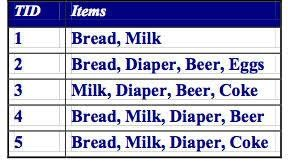 TID Items
1 Bread, Milk
2 Bread, Diaper, Beer, Eggs
3 Milk, Diaper, Beer, Coke
4 Bread, Milk, Diaper, Beer
5 Bread, Milk, Diaper, Coke